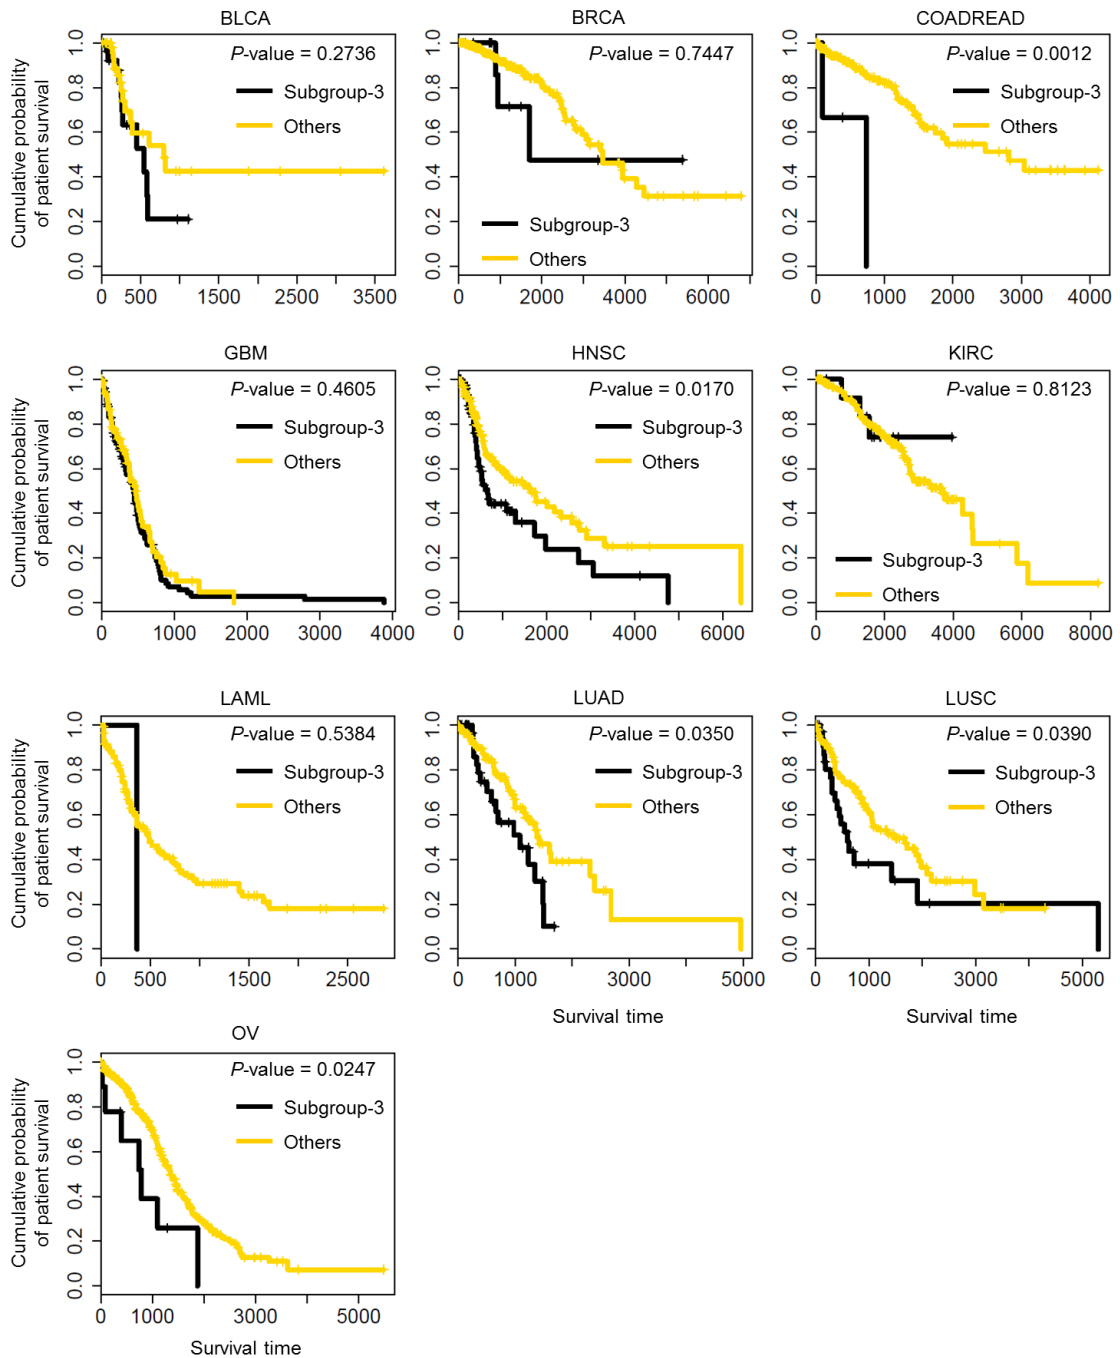 BLCA
BRCA
COADREAD
Cumulative probability
of patient survival
1.0
0.8
0.6
0.4
0.2
0.0
P-value = 0.2736
Subgroup-3
Others
0
500
1500
2500
3500
1.0
0.8
0.6
0.4
0.2
0.0
P-value = 0.7447
Subgroup-3
Others
0
2000
4000
6000
1.0
0.8
0.6
0.4
0.2
0.0
P-value = 0.0012
Subgroup-3
Others
0
1000
2000
3000
4000
GBM
HNSC
KIRC
Cumulative probability
of patient survival
1.0
0.8
0.6
0.4
0.2
0.0
P-value = 0.4605
Subgroup-3
Others
0
1000
2000
3000
4000
1.0
0.8
0.6
0.4
0.2
0.0
P-value = 0.0170
Subgroup-3
Others
0
2000
4000
6000
1.0
0.8
0.6
0.4
0.2
0.0
P-value = 0.8123
Subgroup-3
Others
0
2000
4000
6000
8000
LAML
LUAD
LUSC
Cumulative probability
of patient survival
1.0
0.8
0.6
0.4
0.2
0.0
P-value = 0.5384
Subgroup-3
Others
0
500
1500
2500
1.0
0.8
0.6
0.4
0.2
0.0
P-value = 0.0350
Subgroup-3
Others
0
1000
3000
5000
Survival time
1.0
0.8
0.6
0.4
0.2
0.0
P-value = 0.0390
Subgroup-3
Others
0
1000
3000
5000
Survival time
OV
Cumulative probability
of patient survival
1.0
0.8
0.6
0.4
0.2
0.0
P-value = 0.0247
Subgroup-3
Others
0
1000
3000
5000
Survival time